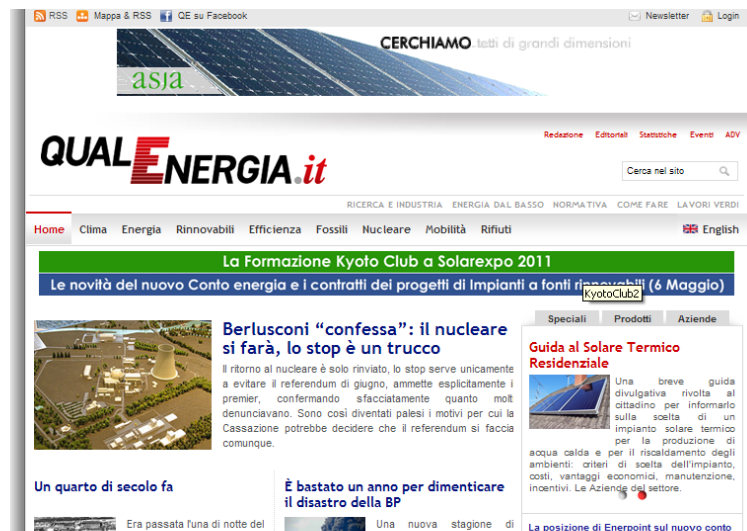 RSS Mappa & RSS QE su Facebook Newsletter Login
CERCHIAMO tetti di grandi dimensioni
asja
Redazione Editoriali Statistiche Eventi ADV
QUALENERGIA.it
Cerca nel sito
RICERCA E INDUSTRIA ENERGIA DAL BASSO NORMATIVA COME FARE LAVORI VERDI
Home Clima Energia Rinnovabili Efficienza Fossili Nucleare Mobilità Rifiuti English
La Formazione Kyoto Club a Solarexpo 2011
Le novità del nuovo Conto energia e i contratti dei progetti di Impianti a fonti rinnovabili (6 Maggio)
KyotoClub2
Speciali Prodotti Aziende
Berlusconi “confessa”: il nucleare
si farà, lo stop è un trucco
Il ritorno al nucleare è solo rinviato, lo stop serve unicamente
a evitare il referendum di giugno, ammette esplicitamente i
premier, confermando sfacciatamente quanto molt
denunciavano. Sono così diventati palesi i motivi per cui la
Cassazione potrebbe decidere che il referendum si faccia
comunque.
Guida al Solare Termico
Residenziale
Una breve guida
divulgativa rivolta al
cittadino per informarlo
sulla scelta di un
impianto solare termico
per la produzione di
acqua calda e per il riscaldamento degli
ambienti: criteri di scelta dell'impianto,
costi, vantaggi economici, manutenzione,
incentivi. Le Aziende del settore.
Un quarto di secolo fa
Era passata l'una di notte del
È bastato un anno per dimenticare
il disastro della BP
Una nuova stagione di
La posizione di Enerpoint sul nuovo conto